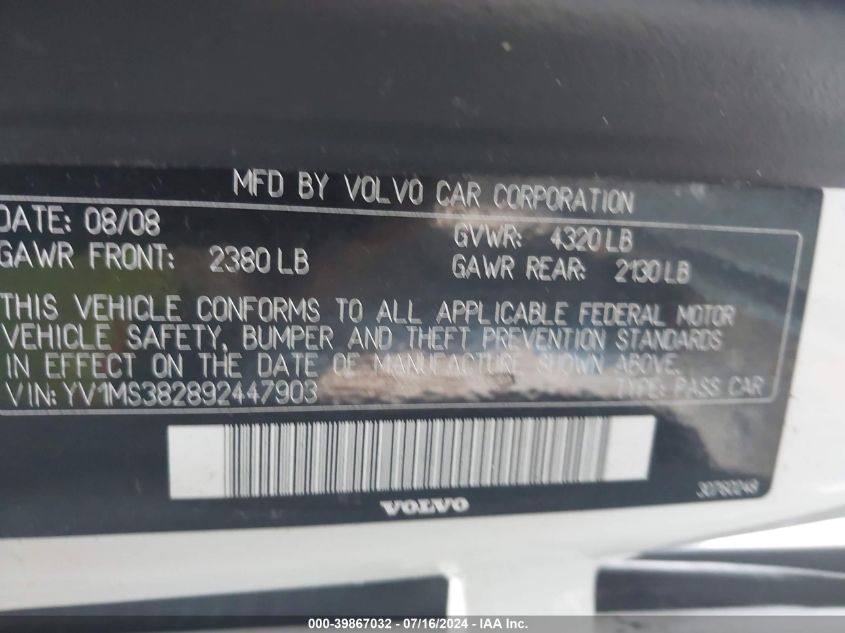 MFD BY VOLVO CAR CORPORATION
DATE: 08/08 GVWR: 4320 LB
GAWR FRONT: 2380 LB GAWR REAR: 2130 LB
THIS VEHICLE CONFORMS TO ALL APPLICABLE FEDERAL MOTOR
VEHICLE SAFETY, BUMPER AND THEFT PREVENTION STANDARDS
IN EFFECT ON THE DATE OF MANUFACTURE SHOWN ABOVE.
VIN: YV1MS382892447903 TYPE: PASS CAR
VOLVO
000-39867032 - 07/16/2024 - IAA Inc.